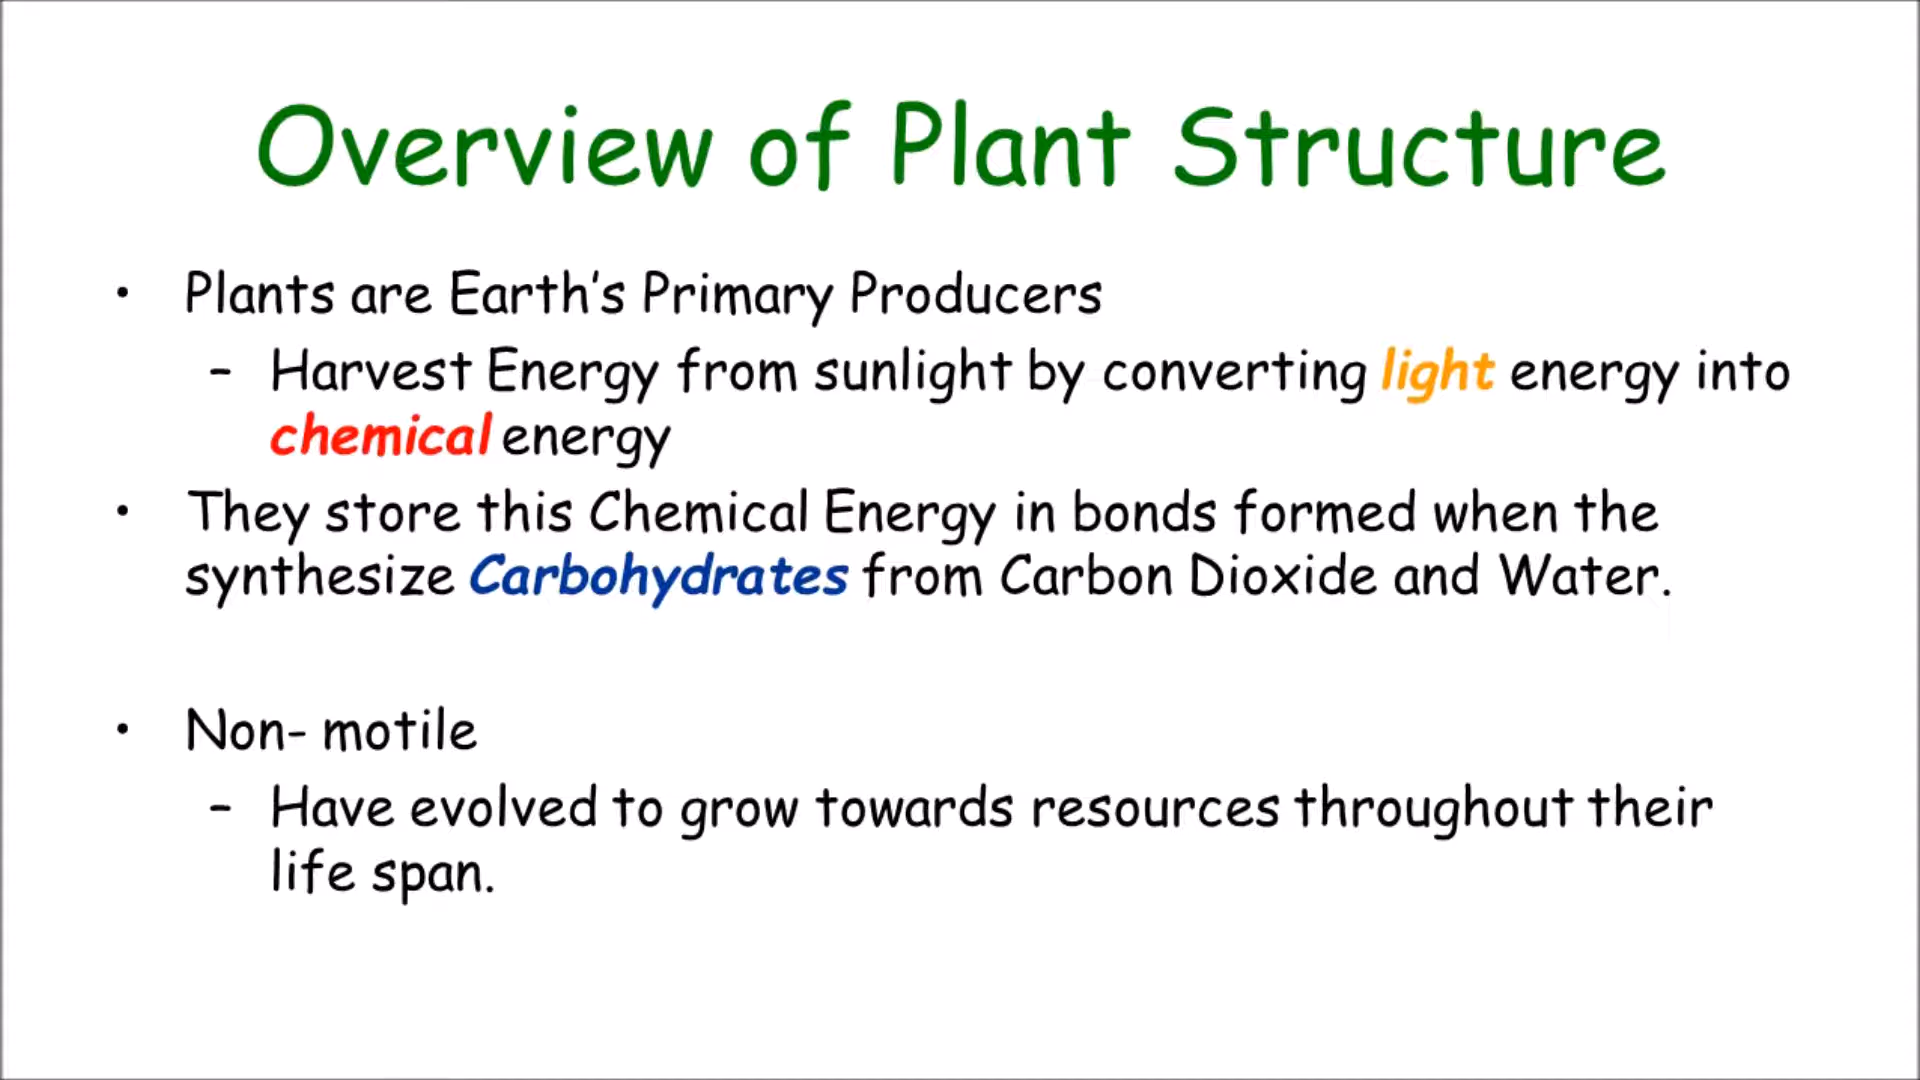 Overview of Plant Structure
• Plants are Earth's Primary Producers
– Harvest Energy from sunlight by converting light energy into
chemical energy
• They store this Chemical Energy in bonds formed when the
synthesize Carbohydrates from Carbon Dioxide and Water.
• Non- motile
– Have evolved to grow towards resources throughout their
life span.